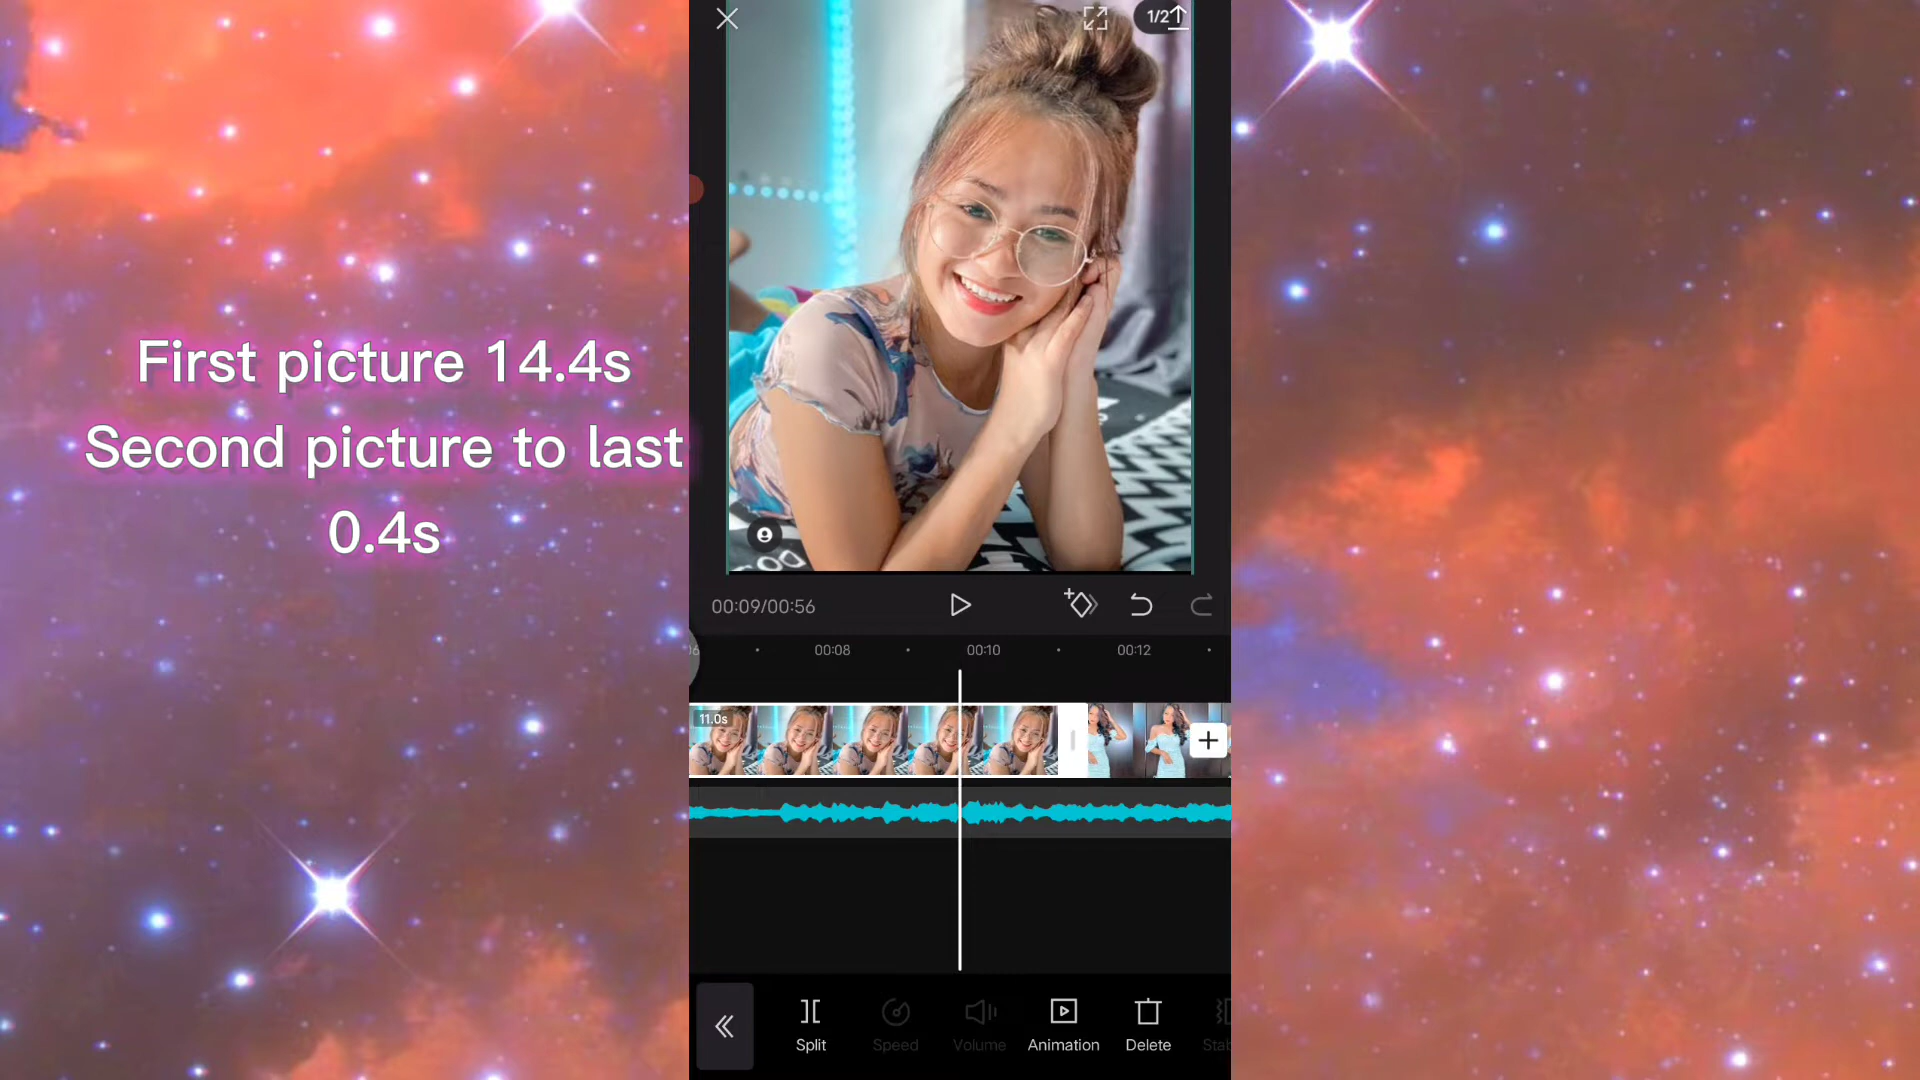 1/2
First picture 14.4s
Second picture to last
0.4s
00:09/00:56
00:08 00:10 00:12
11.0s
Split Speed Volume Animation Delete